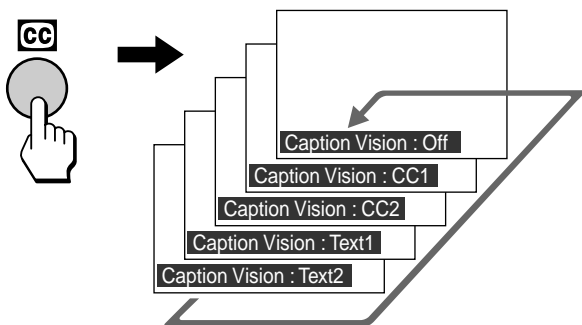 CC
Caption Vision : Off
Caption Vision : CC1
Caption Vision : CC2
Caption Vision : Text1
Caption Vision : Text2